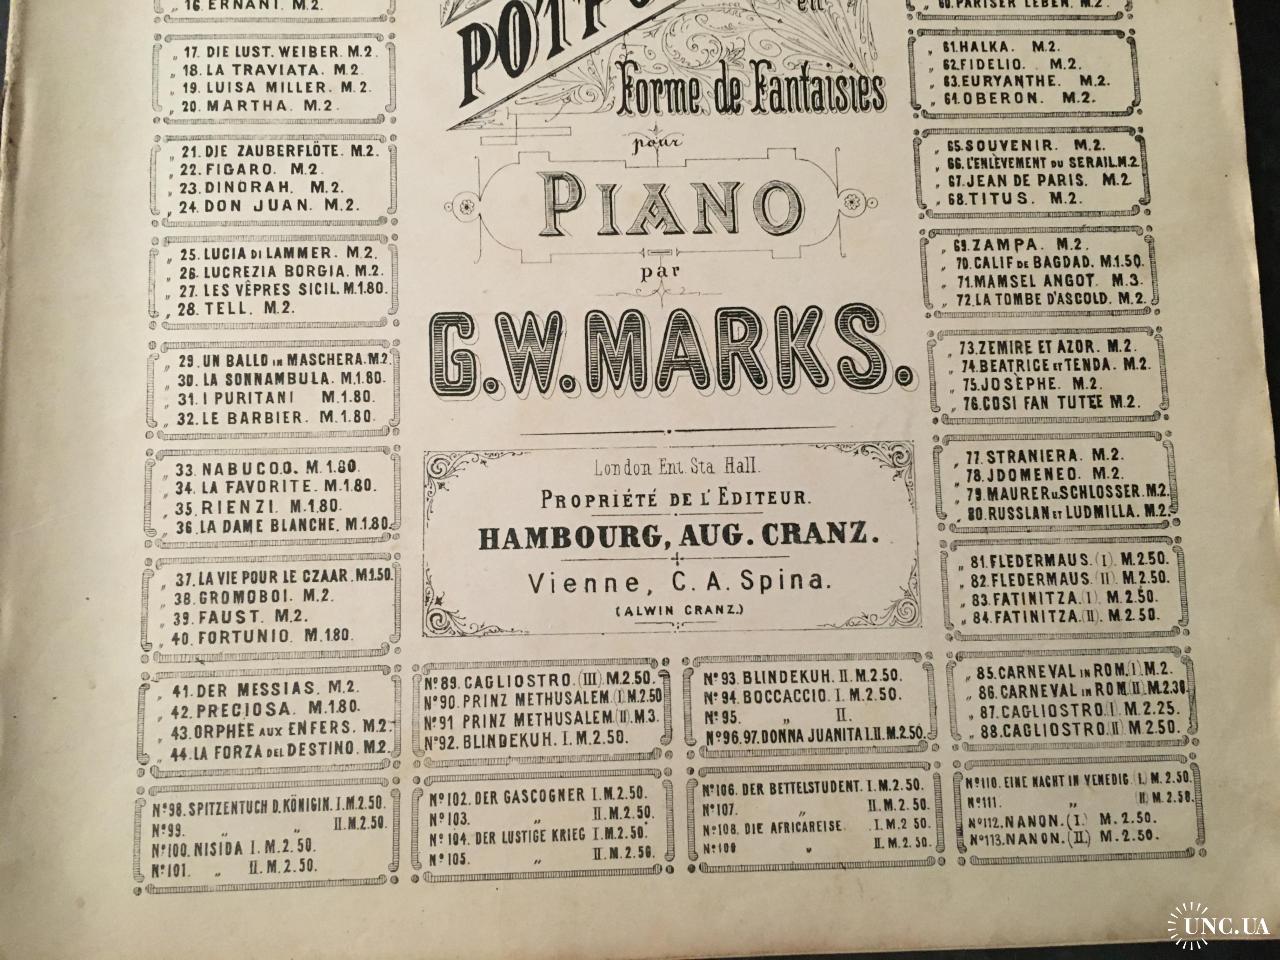 16. ERNANI. M.2.
" 17. DIE LUST. WEIBER. M.2.
" 18. LA TRAVIATA. M.2.
" 19. LUISA MILLER. M.2.
" 20. MARTHA. M.2.
" 21. DIE ZAUBERFLÖTE. M.2.
" 22. FIGARO. M.2.
" 23. DINORAH. M.2.
" 24. DON JUAN. M.2.
" 25. LUCIA DI LAMMER. M.2.
" 26. LUCREZIA BORGIA. M.2.
" 27. LES VÊPRES SICIL. M.1.80.
" 28. TELL. M.2.
" 29. UN BALLO IN MASCHERA. M.2.
" 30. LA SONNAMBULA. M.1.80.
" 31. I PURITANI M.1.80.
" 32. LE BARBIER. M.1.80.
" 33. NABUCO.O. M.1.80.
" 34. LA FAVORITE. M.1.80.
" 35. RIENZI. M.1.80.
" 36. LA DAME BLANCHE. M.1.80.
" 37. LA VIE POUR LE CZAAR. M.1.50.
" 38. GROMOBOI. M.2.
" 39. FAUST. M.2.
" 40. FORTUNIO. M.1.80.
" 41. DER MESSIAS. M.2.
" 42. PRECIOSA. M.1.80.
" 43. ORPHÉE AUX ENFERS. M.2.
" 44. LA FORZA DEL DESTINO. M.2.
en
Forme de Fantaisies
pour
PIANO
par
G.W. MARKS.
London Ent. Sta. Hall.
PROPRIÉTÉ DE L'EDITEUR.
HAMBOURG, AUG. CRANZ.
Vienne, C. A. Spina.
(ALWIN CRANZ.)
60. PARISER LEBEN. M.2.
" 61. HALKA. M.2.
" 62. FIDELIO. M.2.
" 63. EURYANTHE. M.2.
" 64. OBERON. M.2.
" 65. SOUVENIR. M.2.
" 66. L'ENLÈVEMENT DU SERAIL. M.2.
" 67. JEAN DE PARIS. M.2.
" 68. TITUS. M.2.
" 69. ZAMPA. M.2.
" 70. CALIF DE BAGDAD. M.1.50.
" 71. MAMSEL ANGOT. M.3.
" 72. LA TOMBE D'ASCOLD. M.2.
" 73. ZEMIRE ET AZOR. M.2.
" 74. BEATRICE ET TENDA. M.2.
" 75. JOSÈPHE. M.2.
" 76. COSI FAN TUTEE M.2.
" 77. STRANIERA. M.2.
" 78. JDOMENEO. M.2.
" 79. MAURER U. SCHLOSSER. M.2.
" 80. RUSSLAN ET LUDMILLA. M.2.
" 81. FLEDERMAUS. (I). M.2.50.
" 82. FLEDERMAUS. (II). M.2.50.
" 83. FATINITZA. (I). M.2.50.
" 84. FATINITZA. (II). M.2.50.
" 85. CARNEVAL IN ROM. (I). M.2.
" 86. CARNEVAL IN ROM. (II). M.2.30.
" 87. CAGLIOSTRO. (I). M.2.25.
" 88. CAGLIOSTRO. (II). M.2.50.
No. 89. CAGLIOSTRO. (III) M.2.50.
No. 90. PRINZ METHUSALEM. (I). M.2.50
No. 91 PRINZ METHUSALEM. (II). M.3.
No. 92. BLINDEKUH. I. M.2.50.
No. 93. BLINDEKUH. II. M.2.50.
No. 94. BOCCACCIO. I. M.2.50.
No. 95. " II.
No. 96.97. DONNA JUANITA I.II. M.2.50.
No. 98. SPITZENTUCH D. KÖNIGIN. I. M.2.50.
No. 99. " " II. M.2.50.
No. 100. NISIDA I. M.2.50.
No. 101. " II. M.2.50.
No. 102. DER GASCOGNER I. M.2.50.
No. 103. " II. M.2.50.
No. 104. DER LUSTIGE KRIEG I. M.2.50.
No. 105. " II. M.2.50.
No. 106. DER BETTELSTUDENT. I. M.2.50.
No. 107. " II. M.2.50.
No. 108. DIE AFRICAREISE. I. M.2 50.
No. 109 " II. M.2.50.
No. 110. EINE NACHT IN VENEDIG. (I.) M.2.50.
No. 111. " (II) M.2.50.
No. 112. NANON. (I.) M.2.50.
No. 113. NANON. (II.) M.2.50.
UNC.UA